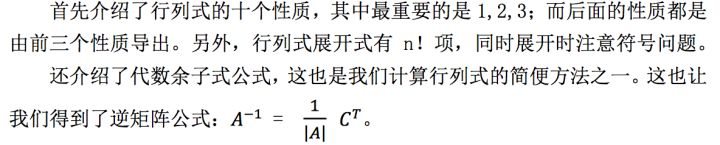 首先介绍了行列式的十个性质，其中最重要的是 1,2,3；而后面的性质都是
由前三个性质导出。另外，行列式展开式有 n！项，同时展开时注意符号问题。
还介绍了代数余子式公式，这也是我们计算行列式的简便方法之一。这也让
我们得到了逆矩阵公式：$A^{-1} = \frac{1}{|A|} C^T$。